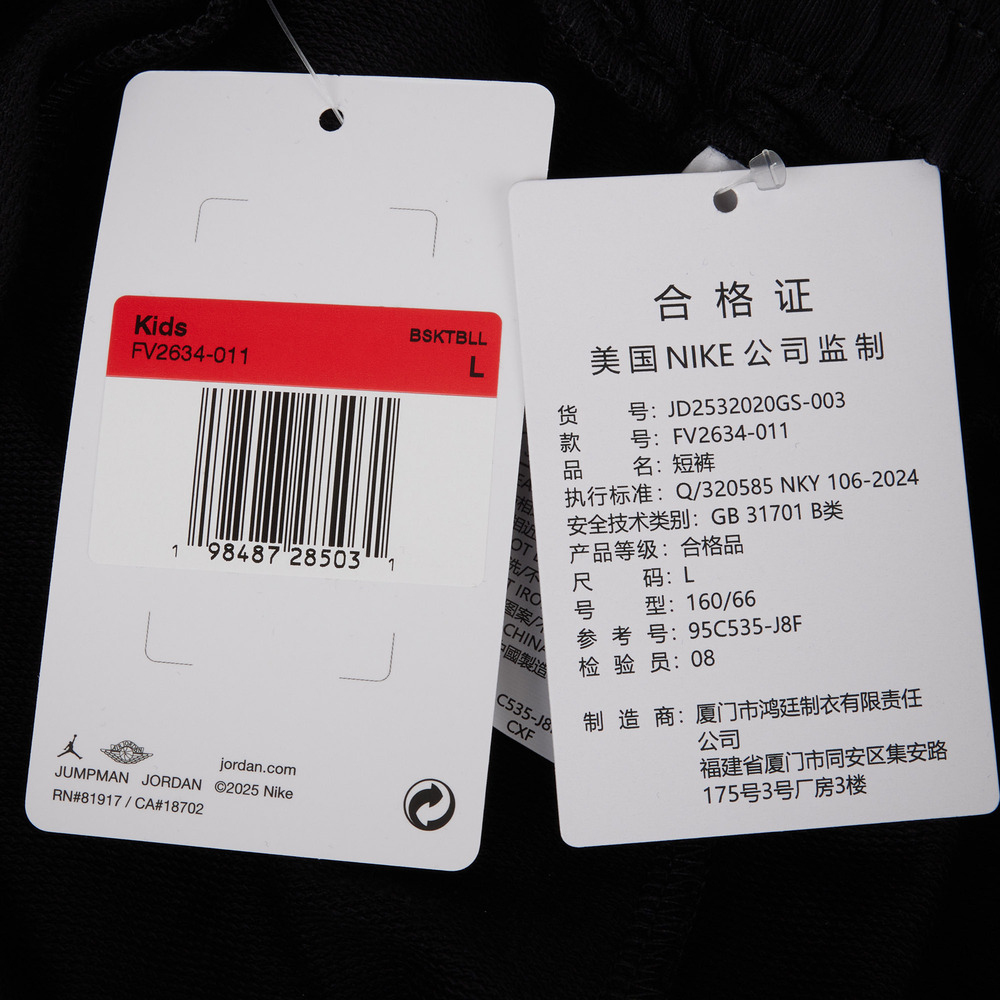 Kids
FV2634-011
BSKTBLL
L
1 98487 28503 1
JUMPMAN JORDAN
jordan.com
©2025 Nike
RN#81917 / CA#18702
合格证
美国NIKE公司监制
货 号：JD2532020GS-003
款 号：FV2634-011
品 名：短裤
执行标准：Q/320585 NKY 106-2024
安全技术类别：GB 31701 B类
产品等级：合格品
尺 码：L
号 型：160/66
参 考 号：95C535-J8F
检 验 员：08
制 造 商：厦门市鸿廷制衣有限责任
公司
福建省厦门市同安区集安路
175号3号厂房3楼
CHINA
中國製造
C535-J8
CXF